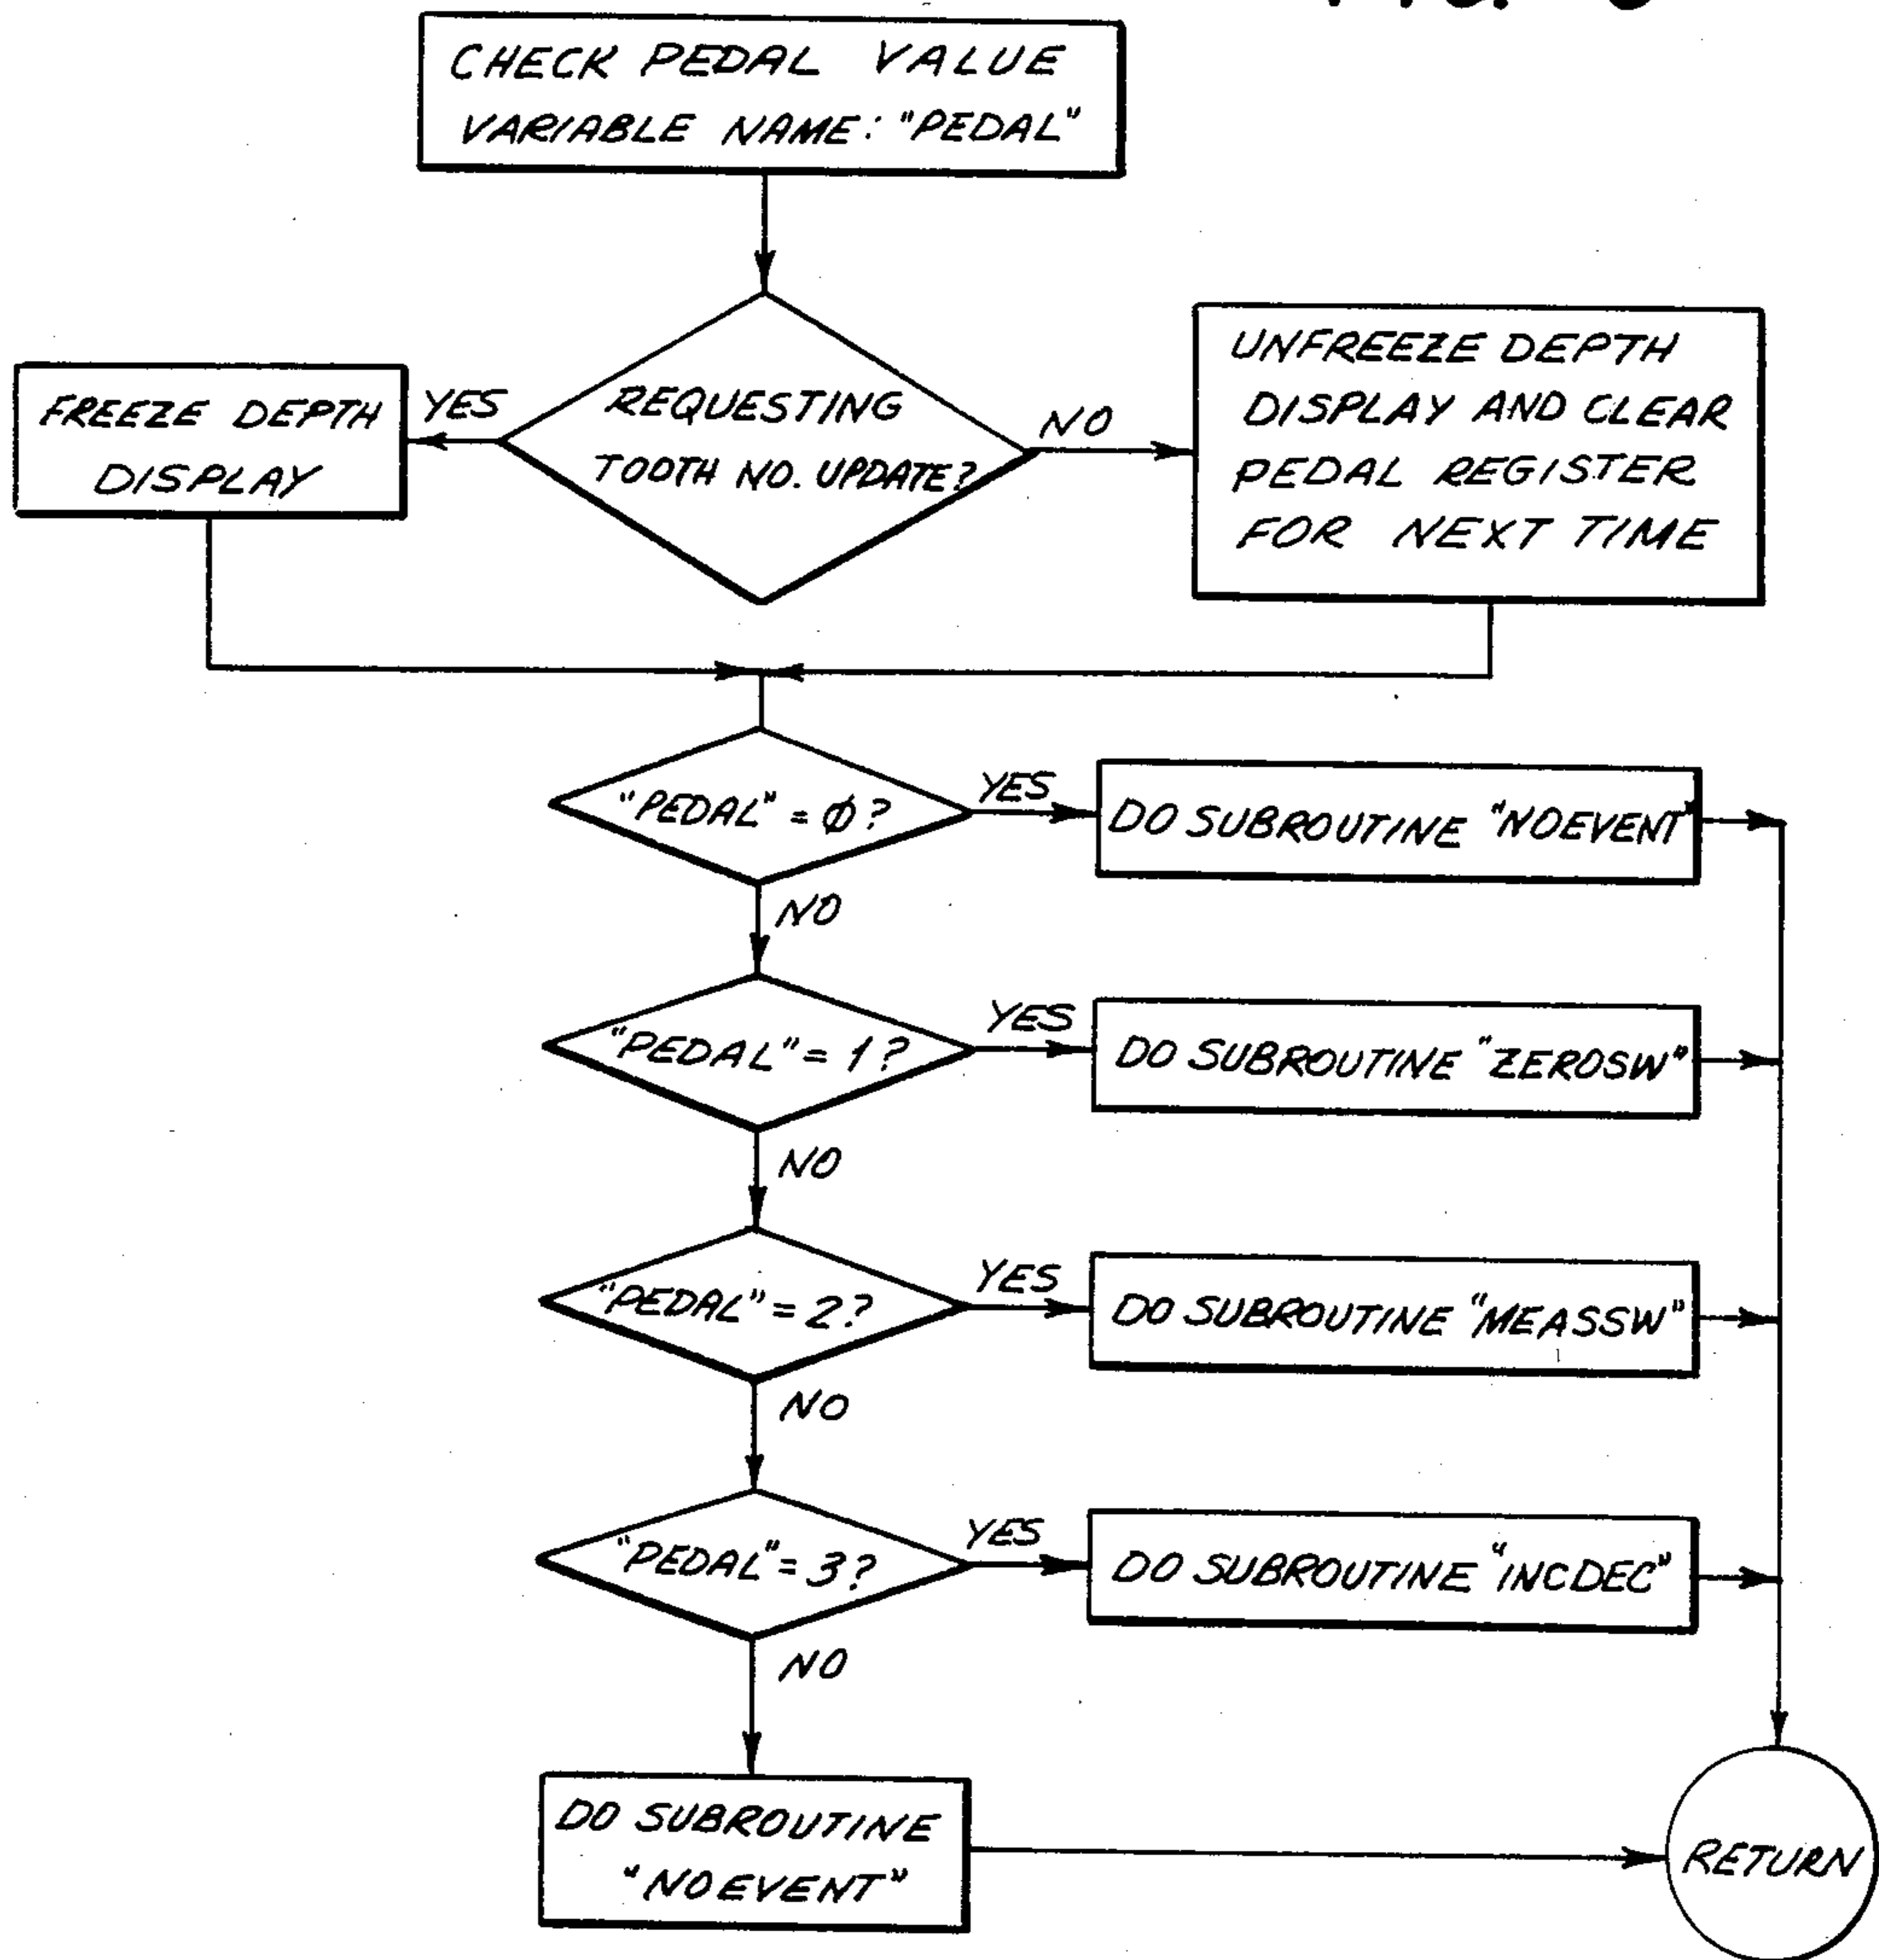 CHECK PEDAL VALUE
VARIABLE NAME: "PEDAL"
REQUESTING
TOOTH NO. UPDATE?
YES
FREEZE DEPTH
DISPLAY
NO
UNFREEZE DEPTH
DISPLAY AND CLEAR
PEDAL REGISTER
FOR NEXT TIME
"PEDAL" = Ø?
YES
DO SUBROUTINE "NOEVENT"
NO
"PEDAL" = 1?
YES
DO SUBROUTINE "ZEROSW"
NO
"PEDAL" = 2?
YES
DO SUBROUTINE "MEASSW"
NO
"PEDAL" = 3?
YES
DO SUBROUTINE "INCDEC"
NO
DO SUBROUTINE
"NOEVENT"
RETURN